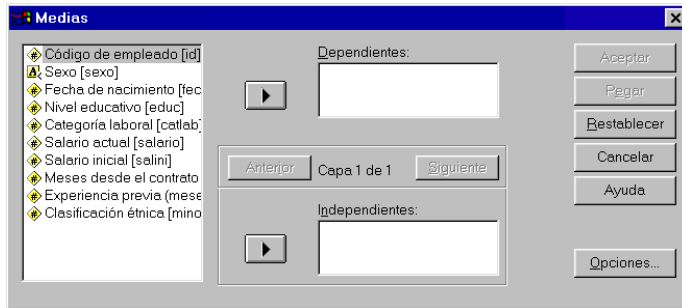 Medias
Código de empleado [id]
Sexo [sexo]
Fecha de nacimiento [fec
Nivel educativo [educ]
Categoría laboral [catlab]
Salario actual [salario]
Salario inicial [salini]
Meses desde el contrato
Experiencia previa (mese
Clasificación étnica [mino
Dependientes:
Anterior
Capa 1 de 1
Siguiente
Independientes:
Aceptar
Pegar
Restablecer
Cancelar
Ayuda
Opciones...